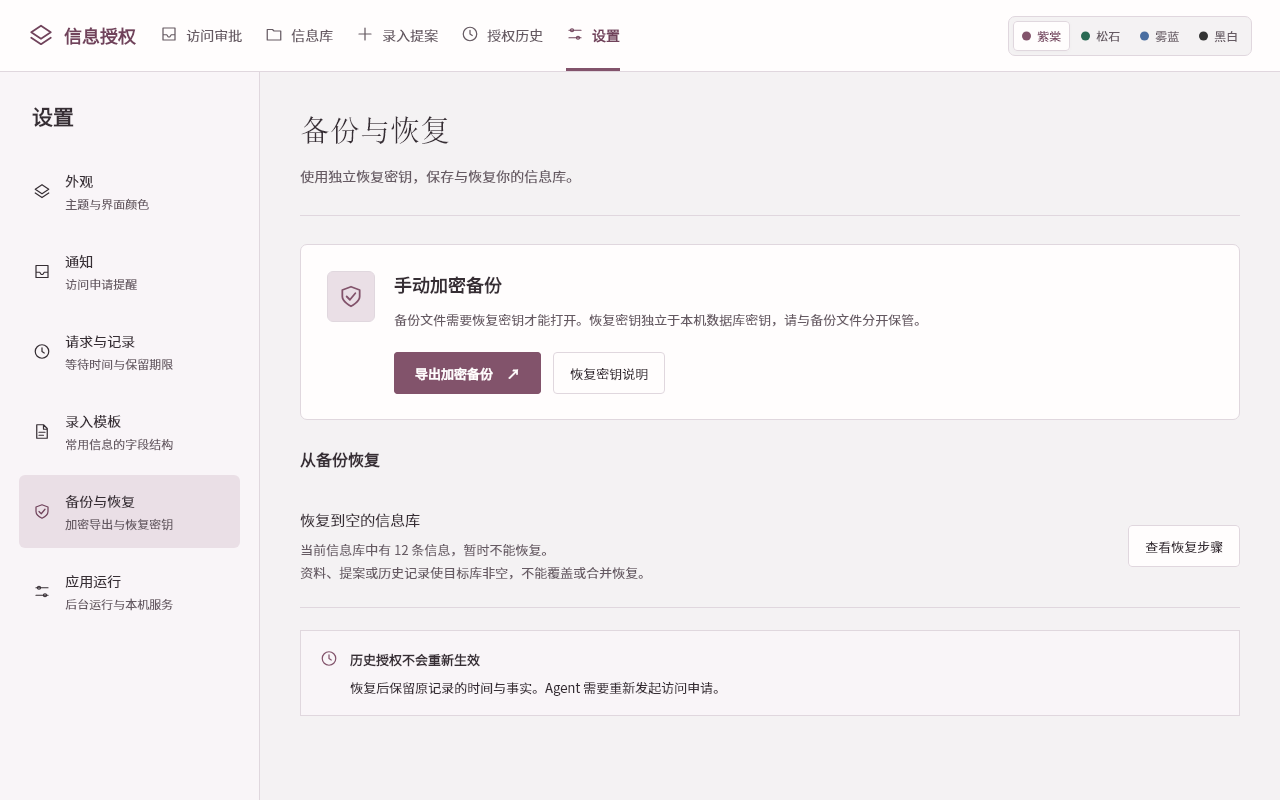 信息授权
访问审批
信息库
录入提案
授权历史
设置
紫棠
松石
雾蓝
黑白
设置
外观
主题与界面颜色
通知
访问申请提醒
请求与记录
等待时间与保留期限
录入模板
常用信息的字段结构
备份与恢复
加密导出与恢复密钥
应用运行
后台运行与本机服务
备份与恢复
使用独立恢复密钥，保存与恢复你的信息库。
手动加密备份
备份文件需要恢复密钥才能打开。恢复密钥独立于本机数据库密钥，请与备份文件分开保管。
导出加密备份
恢复密钥说明
从备份恢复
恢复到空的信息库
当前信息库中有 12 条信息，暂时不能恢复。
资料、提案或历史记录使目标库非空，不能覆盖或合并恢复。
查看恢复步骤
历史授权不会重新生效
恢复后保留原记录的时间与事实。Agent 需要重新发起访问申请。